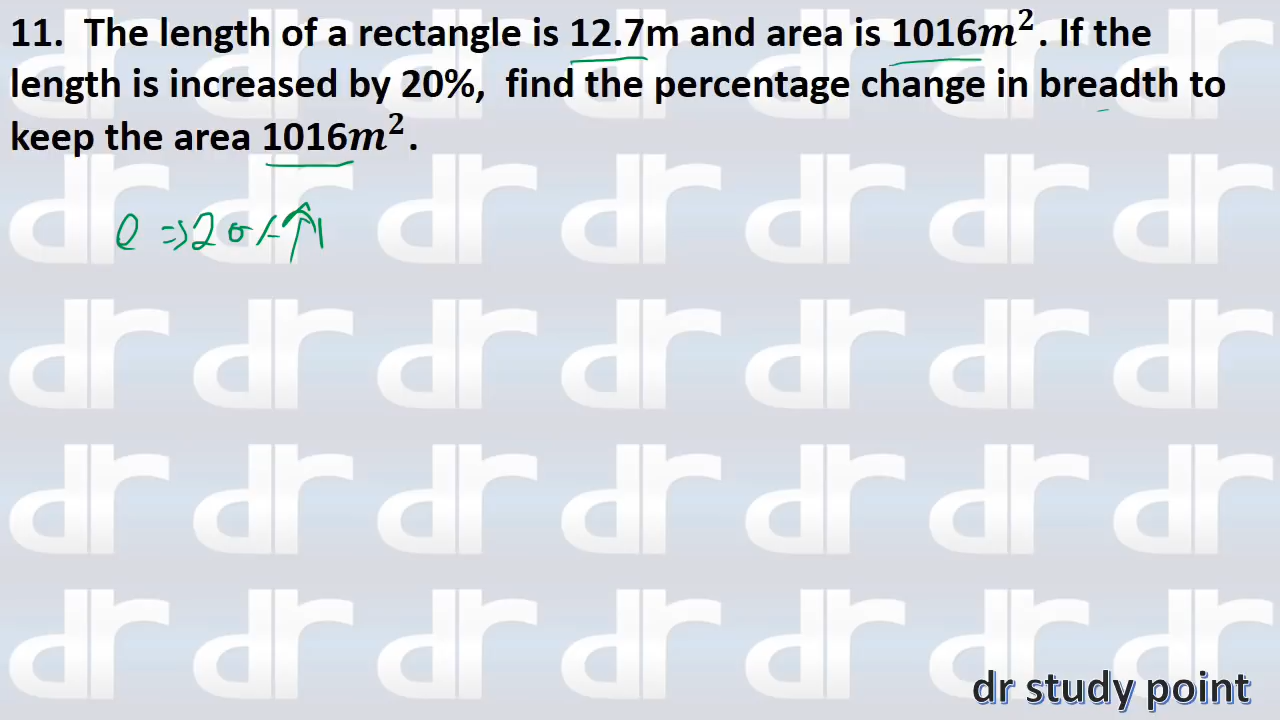 11. The length of a rectangle is 12.7m and area is 1016m². If the
length is increased by 20%, find the percentage change in breadth to
keep the area 1016m².
l ⇒ 20% ↑
dr study point